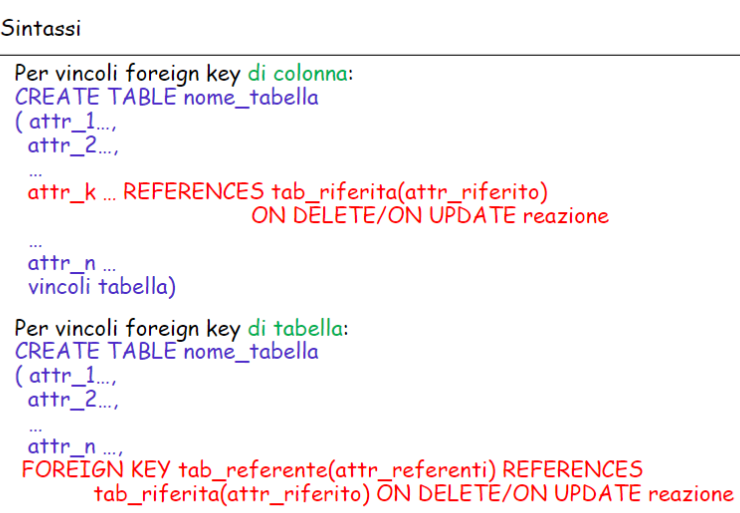 Sintassi
Per vincoli foreign key di colonna:
CREATE TABLE nome_tabella
( attr_1...,
attr_2...,
...
attr_k ... REFERENCES tab_riferita(attr_riferito)
ON DELETE/ON UPDATE reazione
...
attr_n ...
vincoli tabella)
Per vincoli foreign key di tabella:
CREATE TABLE nome_tabella
( attr_1...,
attr_2...,
...
attr_n ...,
FOREIGN KEY tab_referente(attr_referenti) REFERENCES
tab_riferita(attr_riferito) ON DELETE/ON UPDATE reazione